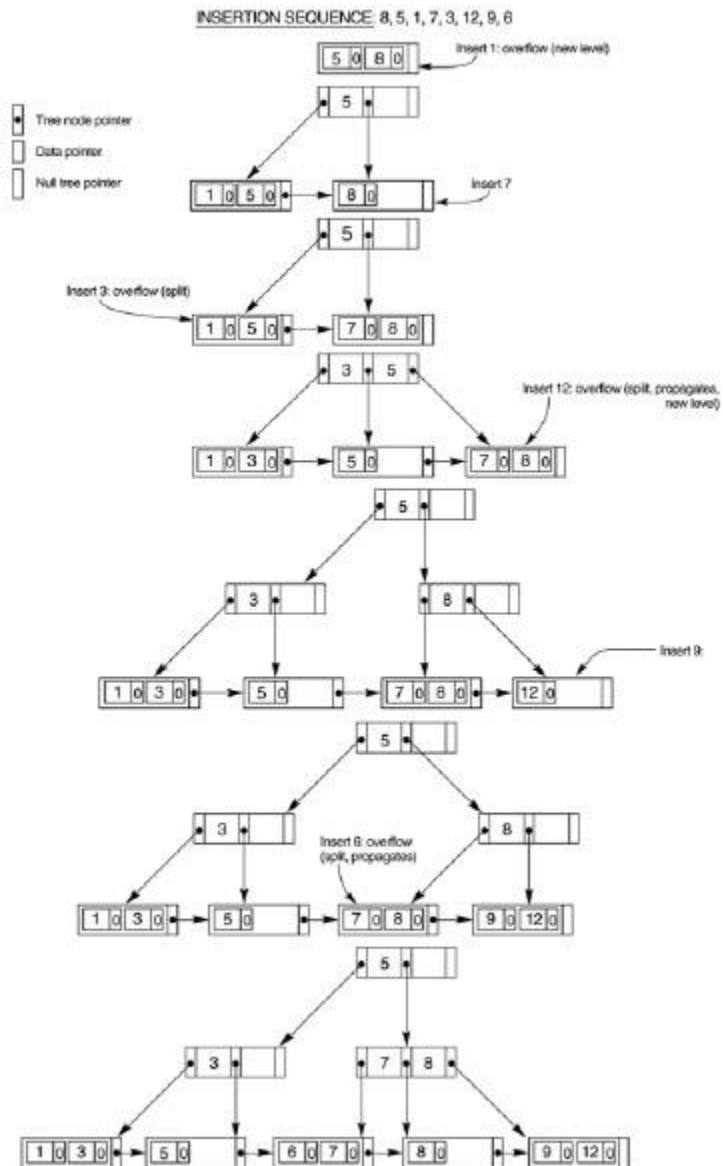 INSERTION SEQUENCE: 8, 5, 1, 7, 3, 12, 9, 6
Insert 1: overflow (new level)
5 0 8 0
5
Tree node pointer
Data pointer
Null tree pointer
1 0 5 0 8 0
Insert 7
5
Insert 3: overflow (split)
1 0 5 0 7 0 8 0
3 5
Insert 12: overflow (split, propagates,
new level)
1 0 3 0 5 0 7 0 8 0
5
3 8
Insert 9:
1 0 3 0 5 0 7 0 8 0 12 0
5
3 8
Insert 6: overflow
(split, propagates)
1 0 3 0 5 0 7 0 8 0 9 0 12 0
5
3 7 8
1 0 3 0 5 0 6 0 7 0 8 0 9 0 12 0